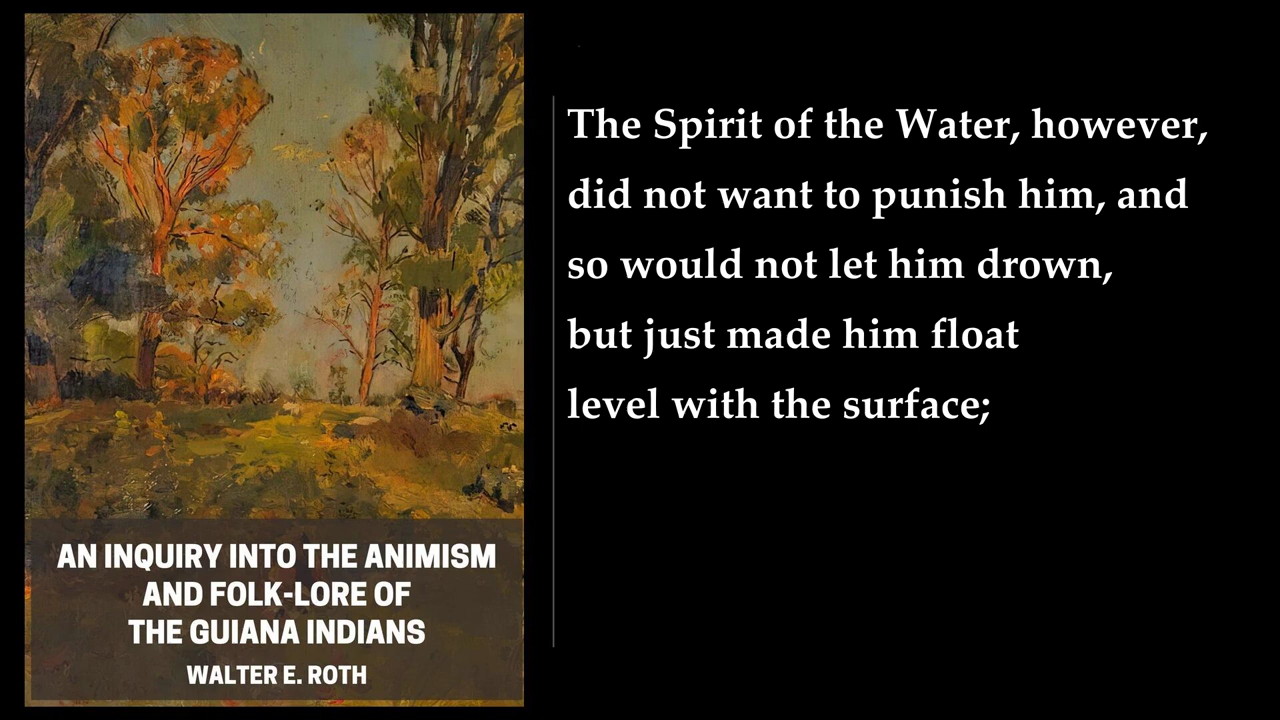 The Spirit of the Water, however,
did not want to punish him, and
so would not let him drown,
but just made him float
level with the surface;
AN INQUIRY INTO THE ANIMISM
AND FOLK-LORE OF
THE GUIANA INDIANS
WALTER E. ROTH